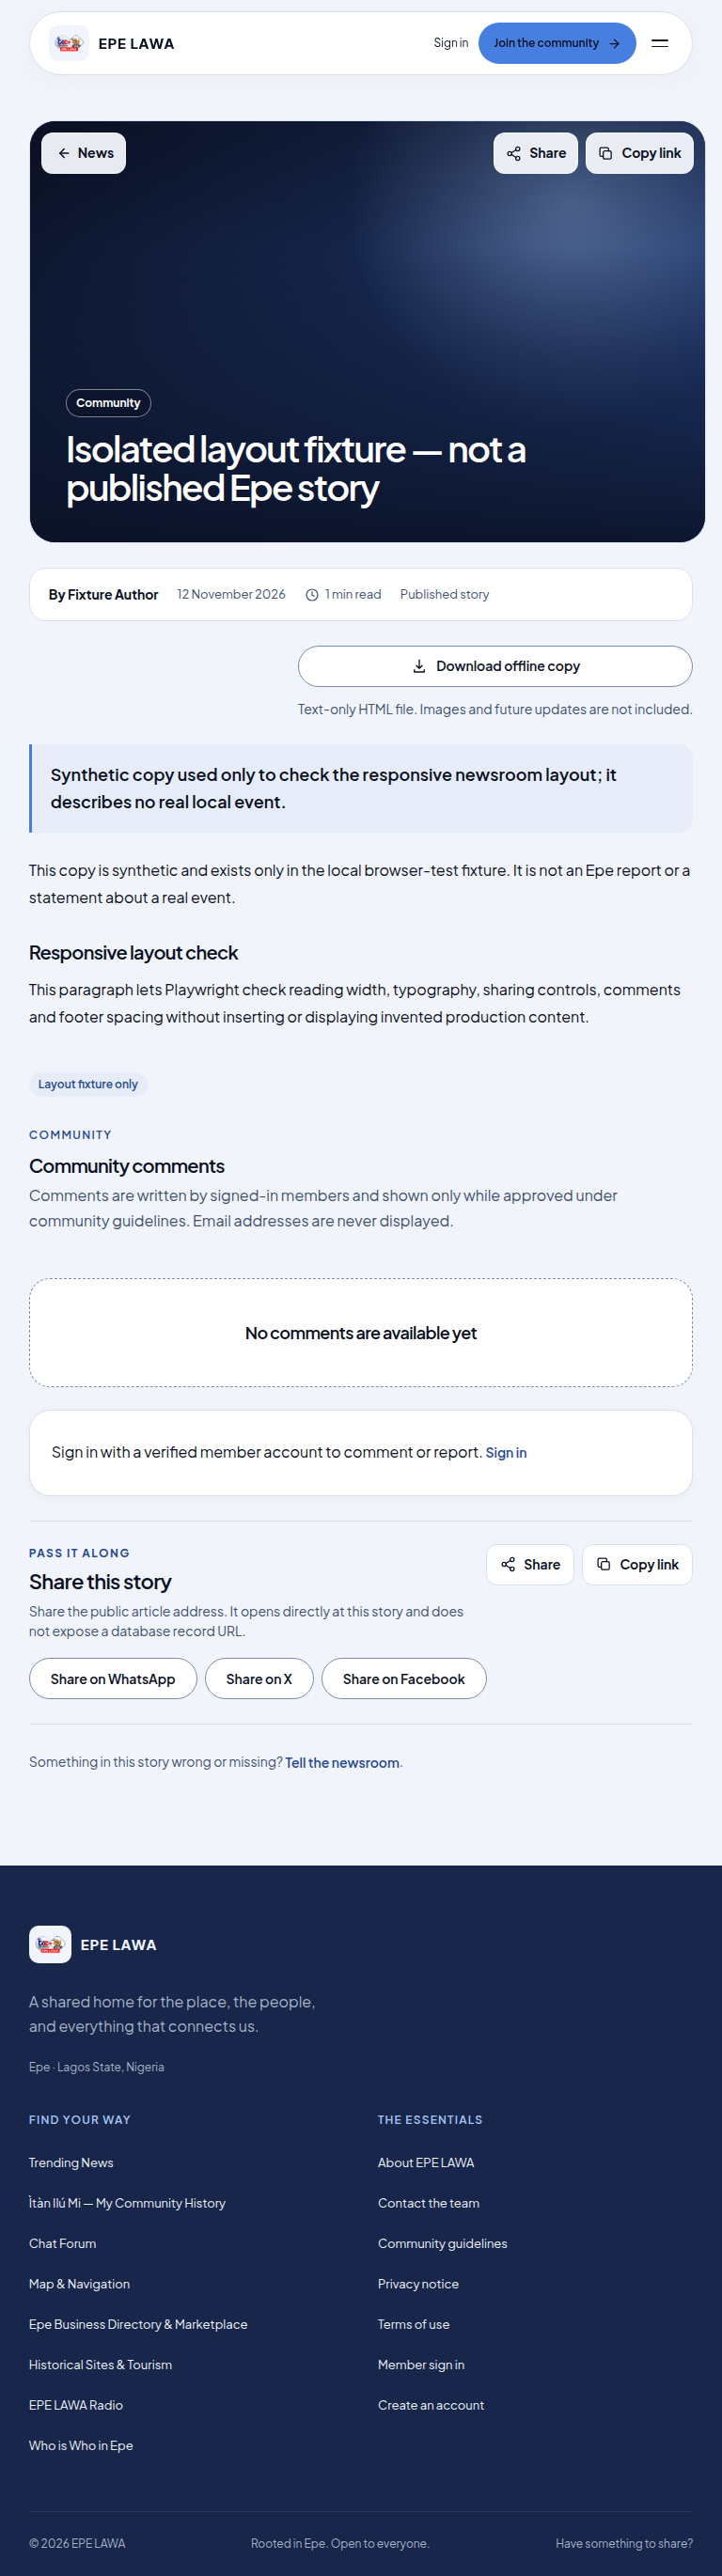 EPE LAWA
Sign in
Join the community
News
Share
Copy link
Community
Isolated layout fixture — not a
published Epe story
By Fixture Author
12 November 2026
1 min read
Published story
Download offline copy
Text-only HTML file. Images and future updates are not included.
Synthetic copy used only to check the responsive newsroom layout; it
describes no real local event.
This copy is synthetic and exists only in the local browser-test fixture. It is not an Epe report or a
statement about a real event.
Responsive layout check
This paragraph lets Playwright check reading width, typography, sharing controls, comments
and footer spacing without inserting or displaying invented production content.
Layout fixture only
COMMUNITY
Community comments
Comments are written by signed-in members and shown only while approved under
community guidelines. Email addresses are never displayed.
No comments are available yet
Sign in with a verified member account to comment or report. Sign in
PASS IT ALONG
Share this story
Share the public article address. It opens directly at this story and does
not expose a database record URL.
Share
Copy link
Share on WhatsApp
Share on X
Share on Facebook
Something in this story wrong or missing? Tell the newsroom.
EPE LAWA
A shared home for the place, the people,
and everything that connects us.
Epe · Lagos State, Nigeria
FIND YOUR WAY
Trending News
Ìtàn Ilú Mi — My Community History
Chat Forum
Map & Navigation
Epe Business Directory & Marketplace
Historical Sites & Tourism
EPE LAWA Radio
Who is Who in Epe
THE ESSENTIALS
About EPE LAWA
Contact the team
Community guidelines
Privacy notice
Terms of use
Member sign in
Create an account
© 2026 EPE LAWA
Rooted in Epe. Open to everyone.
Have something to share?